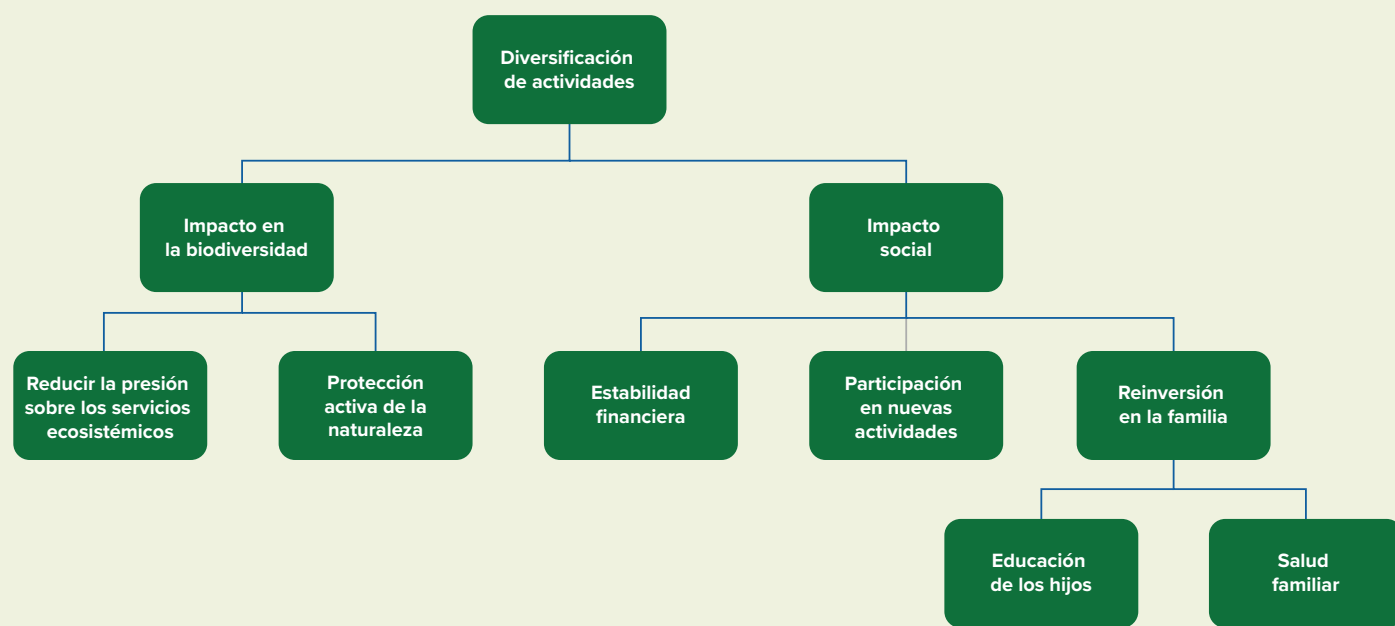 Diversificación
de actividades
Impacto en
la biodiversidad
Impacto
social
Reducir la presión
sobre los servicios
ecosistémicos
Protección
activa de la
naturaleza
Estabilidad
financiera
Participación
en nuevas
actividades
Reinversión
en la familia
Educación
de los hijos
Salud
familiar